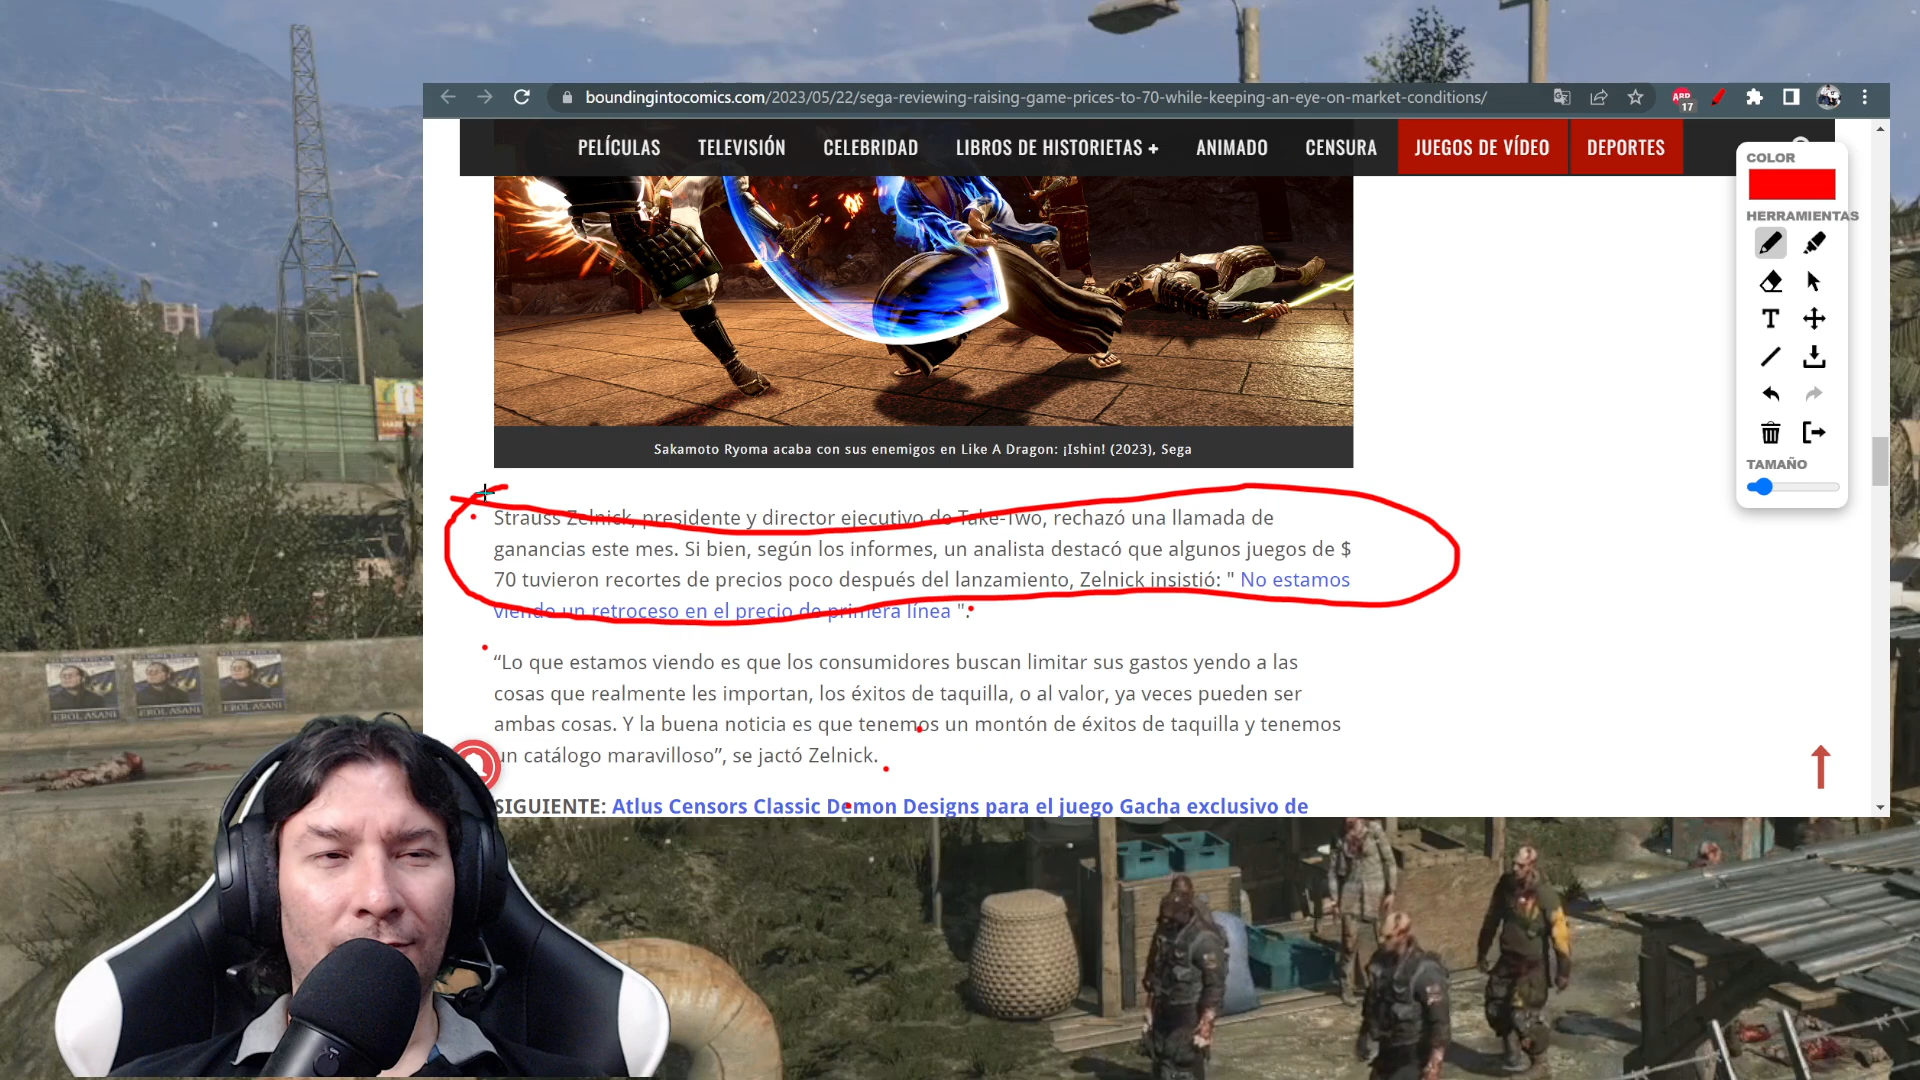 boundingintocomics.com/2023/05/22/sega-reviewing-raising-game-prices-to-70-while-keeping-an-eye-on-market-conditions/
ABP
17
PELÍCULAS TELEVISIÓN CELEBRIDAD LIBROS DE HISTORIETAS + ANIMADO CENSURA JUEGOS DE VÍDEO DEPORTES
COLOR
HERRAMIENTAS
T
TAMAÑO
Sakamoto Ryoma acaba con sus enemigos en Like A Dragon: ¡Ishin! (2023), Sega
Strauss Zelnick, presidente y director ejecutivo de Take-Two, rechazó una llamada de
ganancias este mes. Si bien, según los informes, un analista destacó que algunos juegos de $
70 tuvieron recortes de precios poco después del lanzamiento, Zelnick insistió: " No estamos
viendo un retroceso en el precio de primera línea ".
“Lo que estamos viendo es que los consumidores buscan limitar sus gastos yendo a las
cosas que realmente les importan, los éxitos de taquilla, o al valor, ya veces pueden ser
ambas cosas. Y la buena noticia es que tenemos un montón de éxitos de taquilla y tenemos
un catálogo maravilloso”, se jactó Zelnick.
SIGUIENTE: Atlus Censors Classic Demon Designs para el juego Gacha exclusivo de
EROL ASANI
EROL ASANI
EROL ASANI